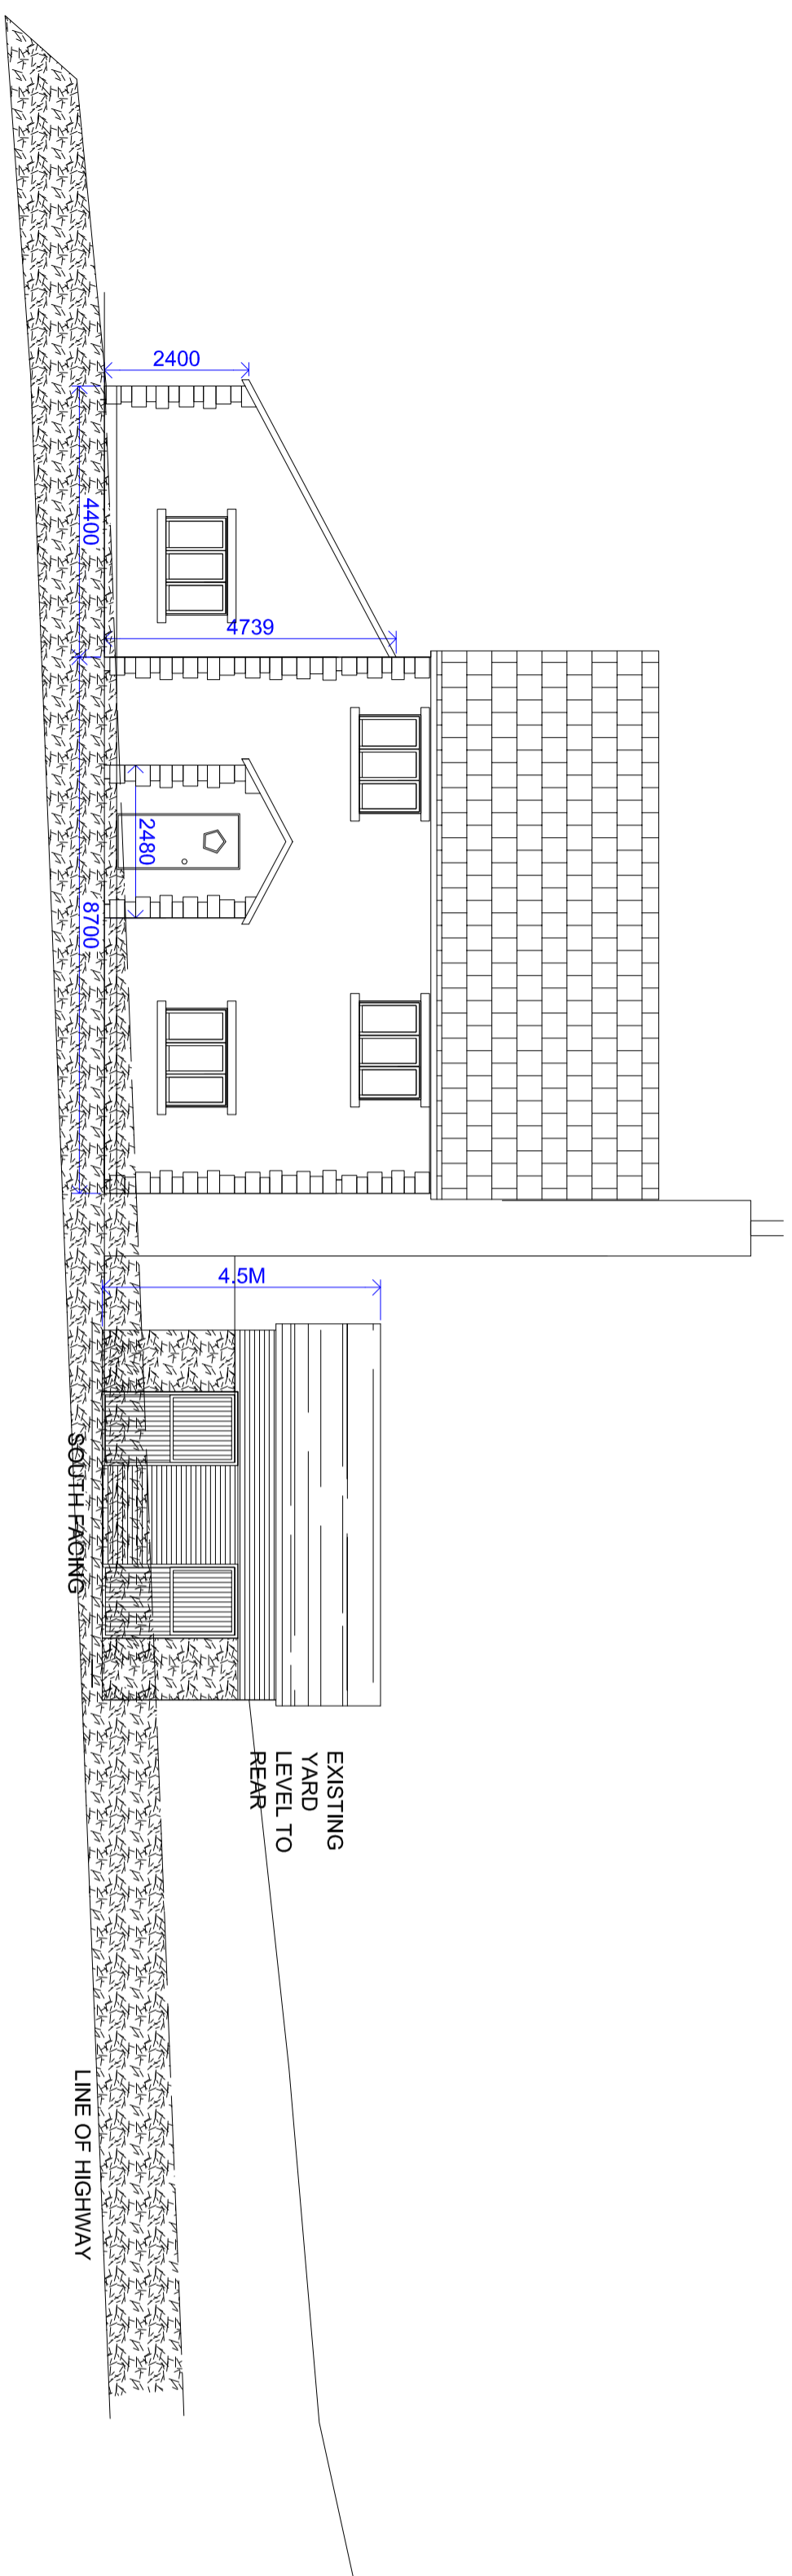 2400
4400
4739
2480
8700
4.5M
SOUTH FACING
EXISTING
YARD
LEVEL TO
REAR
LINE OF HIGHWAY